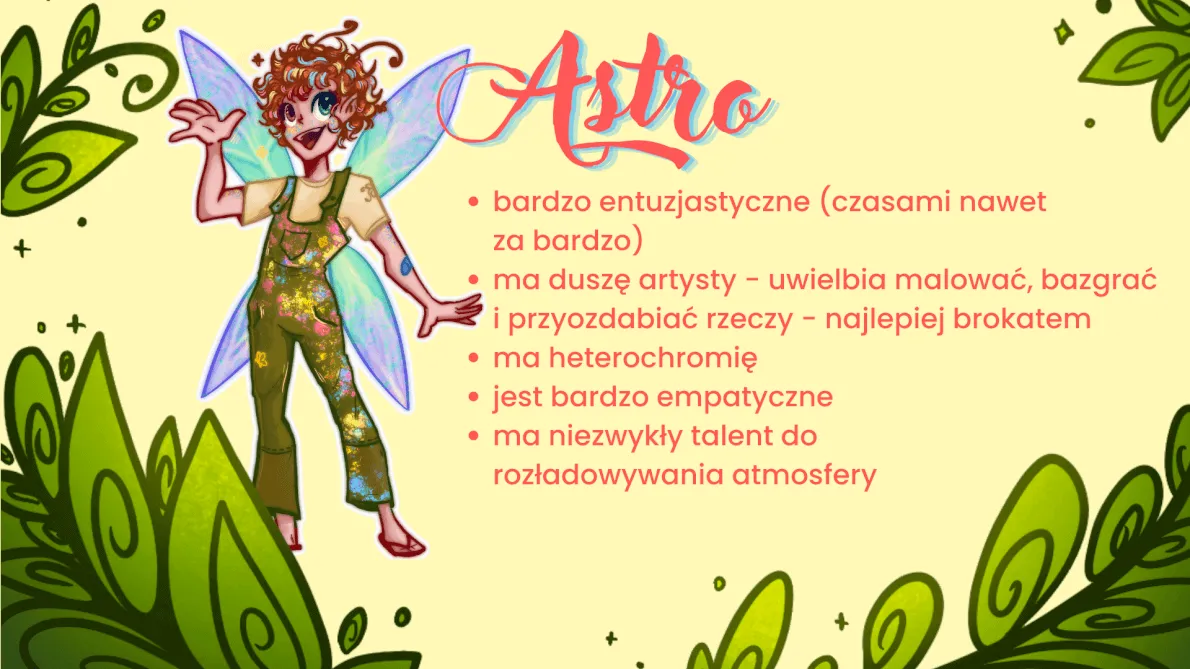 Astro
• bardzo entuzjastyczne (czasami nawet
za bardzo)
• ma duszę artysty - uwielbia malować, bazgrać
i przyozdabiać rzeczy - najlepiej brokatem
• ma heterochromię
• jest bardzo empatyczne
• ma niezwykły talent do
rozładowywania atmosfery